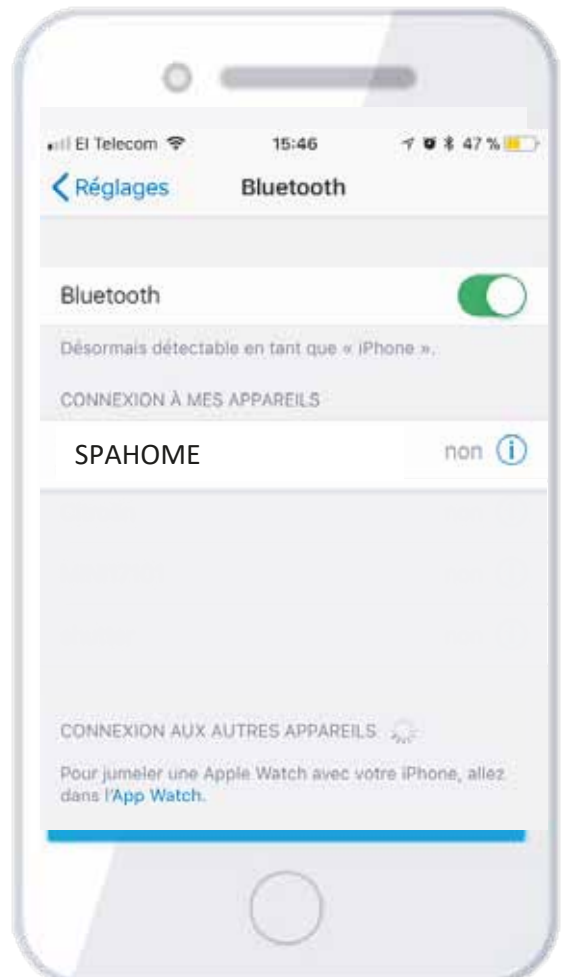 El Telecom 15:46 47 %
Réglages Bluetooth
Bluetooth
Désormais détectable en tant que « iPhone ».
CONNEXION À MES APPAREILS
SPAHOME non
CONNEXION AUX AUTRES APPAREILS
Pour jumeler une Apple Watch avec votre iPhone, allez
dans l'App Watch.